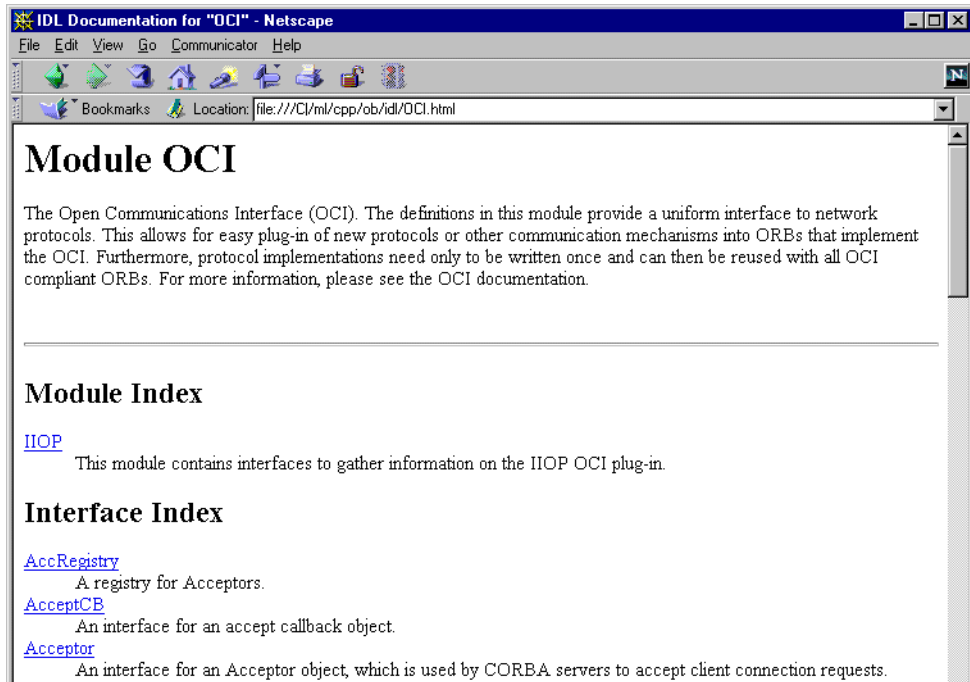 IDL Documentation for "OCI" - Netscape
File Edit View Go Communicator Help
Bookmarks Location: file:///C|/ml/cpp/ob/idl/OCI.html
N
Module OCI
The Open Communications Interface (OCI). The definitions in this module provide a uniform interface to network
protocols. This allows for easy plug-in of new protocols or other communication mechanisms into ORBs that implement
the OCI. Furthermore, protocol implementations need only to be written once and can then be reused with all OCI
compliant ORBs. For more information, please see the OCI documentation.
Module Index
IIOP
This module contains interfaces to gather information on the IIOP OCI plug-in.
Interface Index
AccRegistry
A registry for Acceptors.
AcceptCB
An interface for an accept callback object.
Acceptor
An interface for an Acceptor object, which is used by CORBA servers to accept client connection requests.